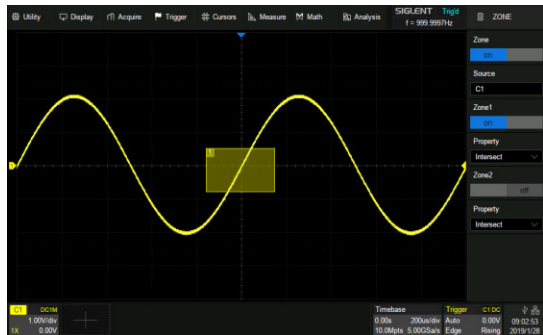 Utility Display Acquire Trigger Cursors Measure Math Analysis
SIGLENT Trig'd
f = 999.9997Hz
ZONE
Zone
on
Source
C1
Zone1
on
Property
Intersect
Zone2
off
Property
Intersect
1
C1 DC1M
1.00V/div
1X 0.00V
Timebase
0.00s 200us/div
10.0Mpts 5.00GSa/s
Trigger C1 DC
Auto 0.00V
Edge Rising
09:02:53
2019/1/28